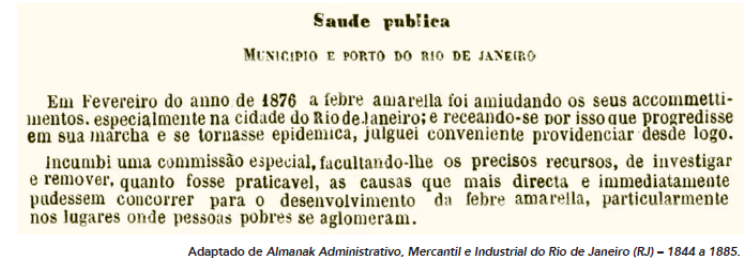 Saude publica
MUNICIPIO E PORTO DO RIO DE JANEIRO
Em Fevereiro do anno de 1876 a febre amarella foi amiudando os seus accommetti-
mentos, especialmente na cidade do Rio de Janeiro; e receando-se por isso que progredisse
em sua marcha e se tornasse epidemica, julguei conveniente providenciar desde logo.
Incumbi uma commissão especial, facultando-lhe os precisos recursos, de investigar
e remover, quanto fosse praticavel, as causas que mais directa e immediatamente
pudessem concorrer para o desenvolvimento da febre amarella, particularmente
nos lugares onde pessoas pobres se aglomeram.
Adaptado de Almanak Administrativo, Mercantil e Industrial do Rio de Janeiro (RJ) – 1844 a 1885.